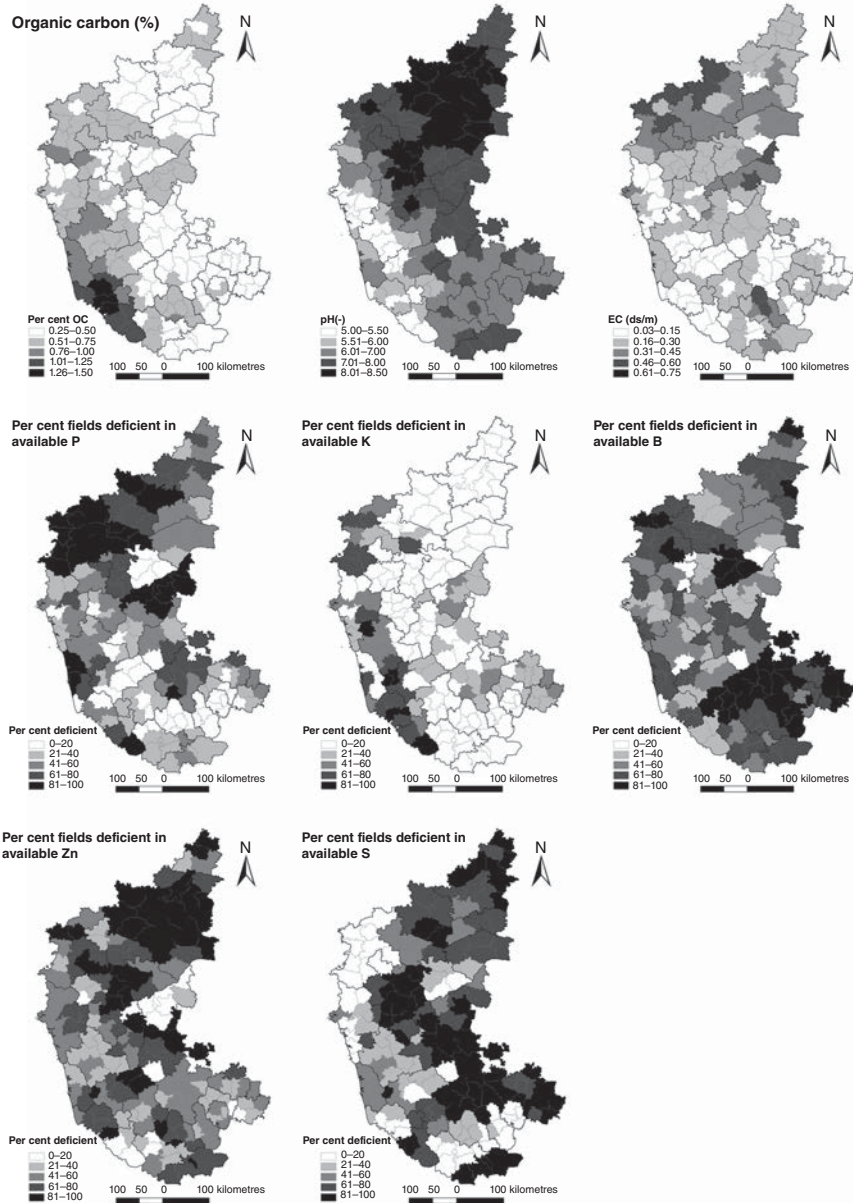 Organic carbon (%)
N
Per cent OC
0.25–0.50
0.51–0.75
0.76–1.00
1.01–1.25
1.26–1.50
100 50 0 100 kilometres
N
pH(-)
5.00–5.50
5.51–6.00
6.01–7.00
7.01–8.00
8.01–8.50
100 50 0 100 kilometres
N
EC (ds/m)
0.03–0.15
0.16–0.30
0.31–0.45
0.46–0.60
0.61–0.75
100 50 0 100 kilometres
Per cent fields deficient in
available P
N
Per cent deficient
0–20
21–40
41–60
61–80
81–100
100 50 0 100 kilometres
Per cent fields deficient in
available K
N
Per cent deficient
0–20
21–40
41–60
61–80
81–100
100 50 0 100 kilometres
Per cent fields deficient in
available B
N
Per cent deficient
0–20
21–40
41–60
61–80
81–100
100 50 0 100 kilometres
Per cent fields deficient in
available Zn
N
Per cent deficient
0–20
21–40
41–60
61–80
81–100
100 50 0 100 kilometres
Per cent fields deficient in
available S
N
Per cent deficient
0–20
21–40
41–60
61–80
81–100
100 50 0 100 kilometres